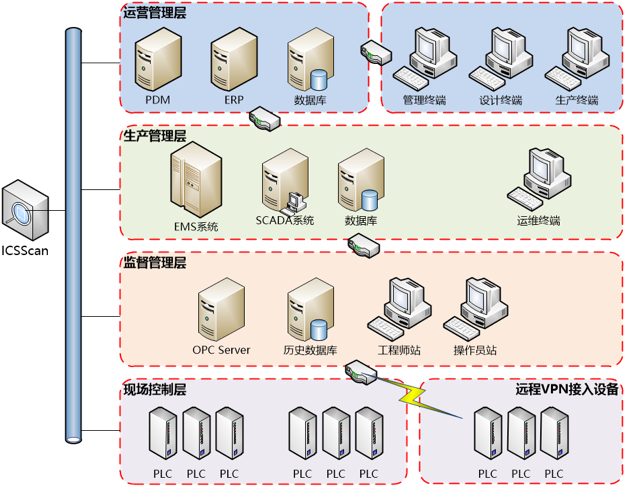 运营管理层
PDM
ERP
数据库
管理终端
设计终端
生产终端
生产管理层
EMS系统
SCADA系统
数据库
运维终端
ICSScan
监督管理层
OPC Server
历史数据库
工程师站
操作员站
现场控制层
远程VPN接入设备
PLC
PLC
PLC
PLC
PLC
PLC
PLC
PLC
PLC